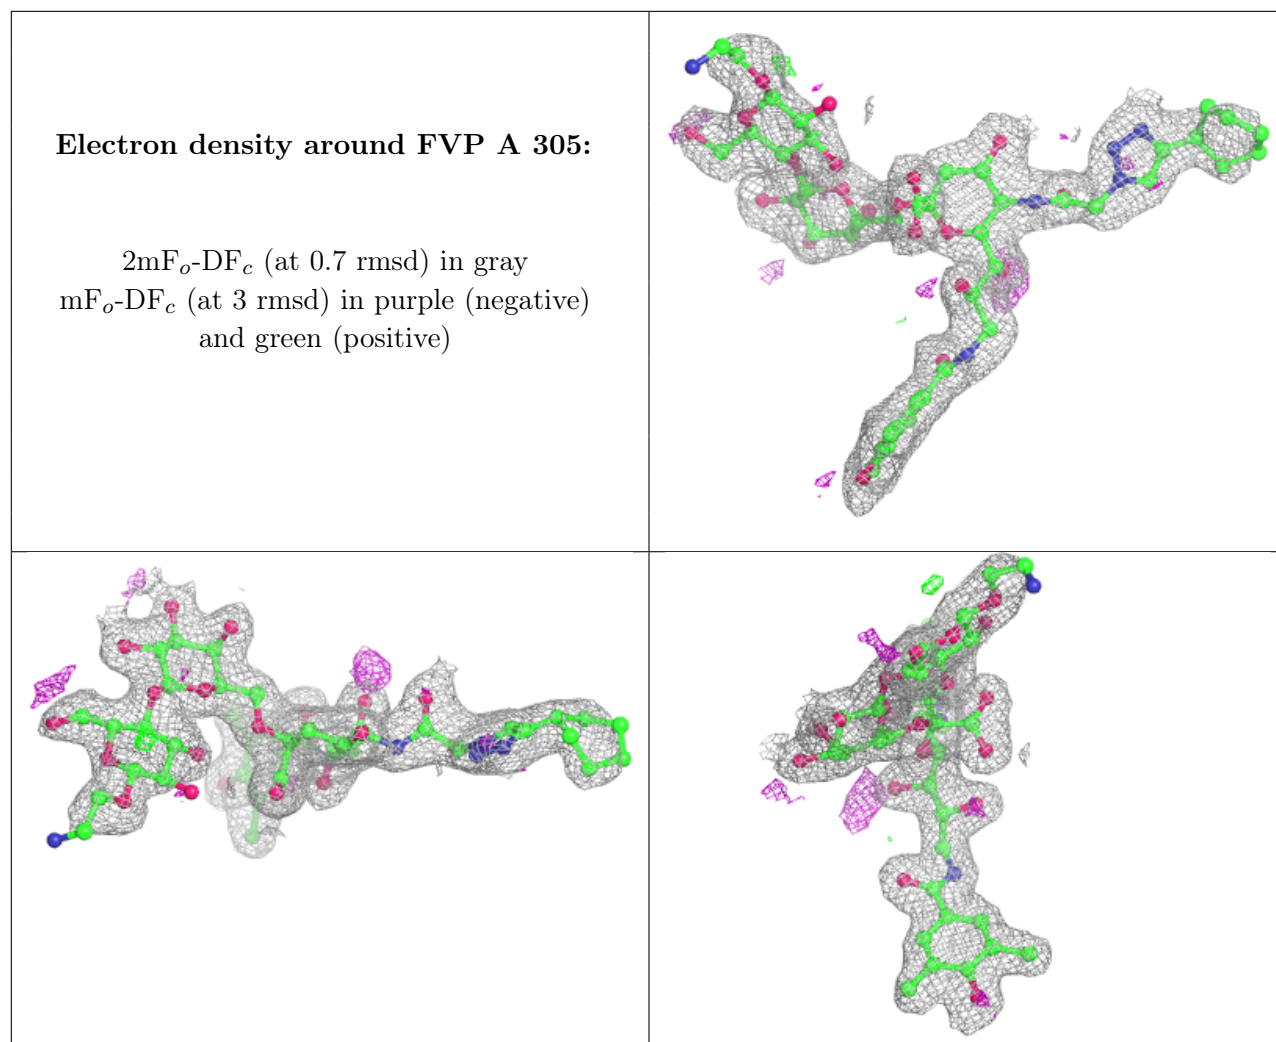 Electron density around FVP A 305:
2mFo-DFc (at 0.7 rmsd) in gray
mFo-DFc (at 3 rmsd) in purple (negative)
and green (positive)